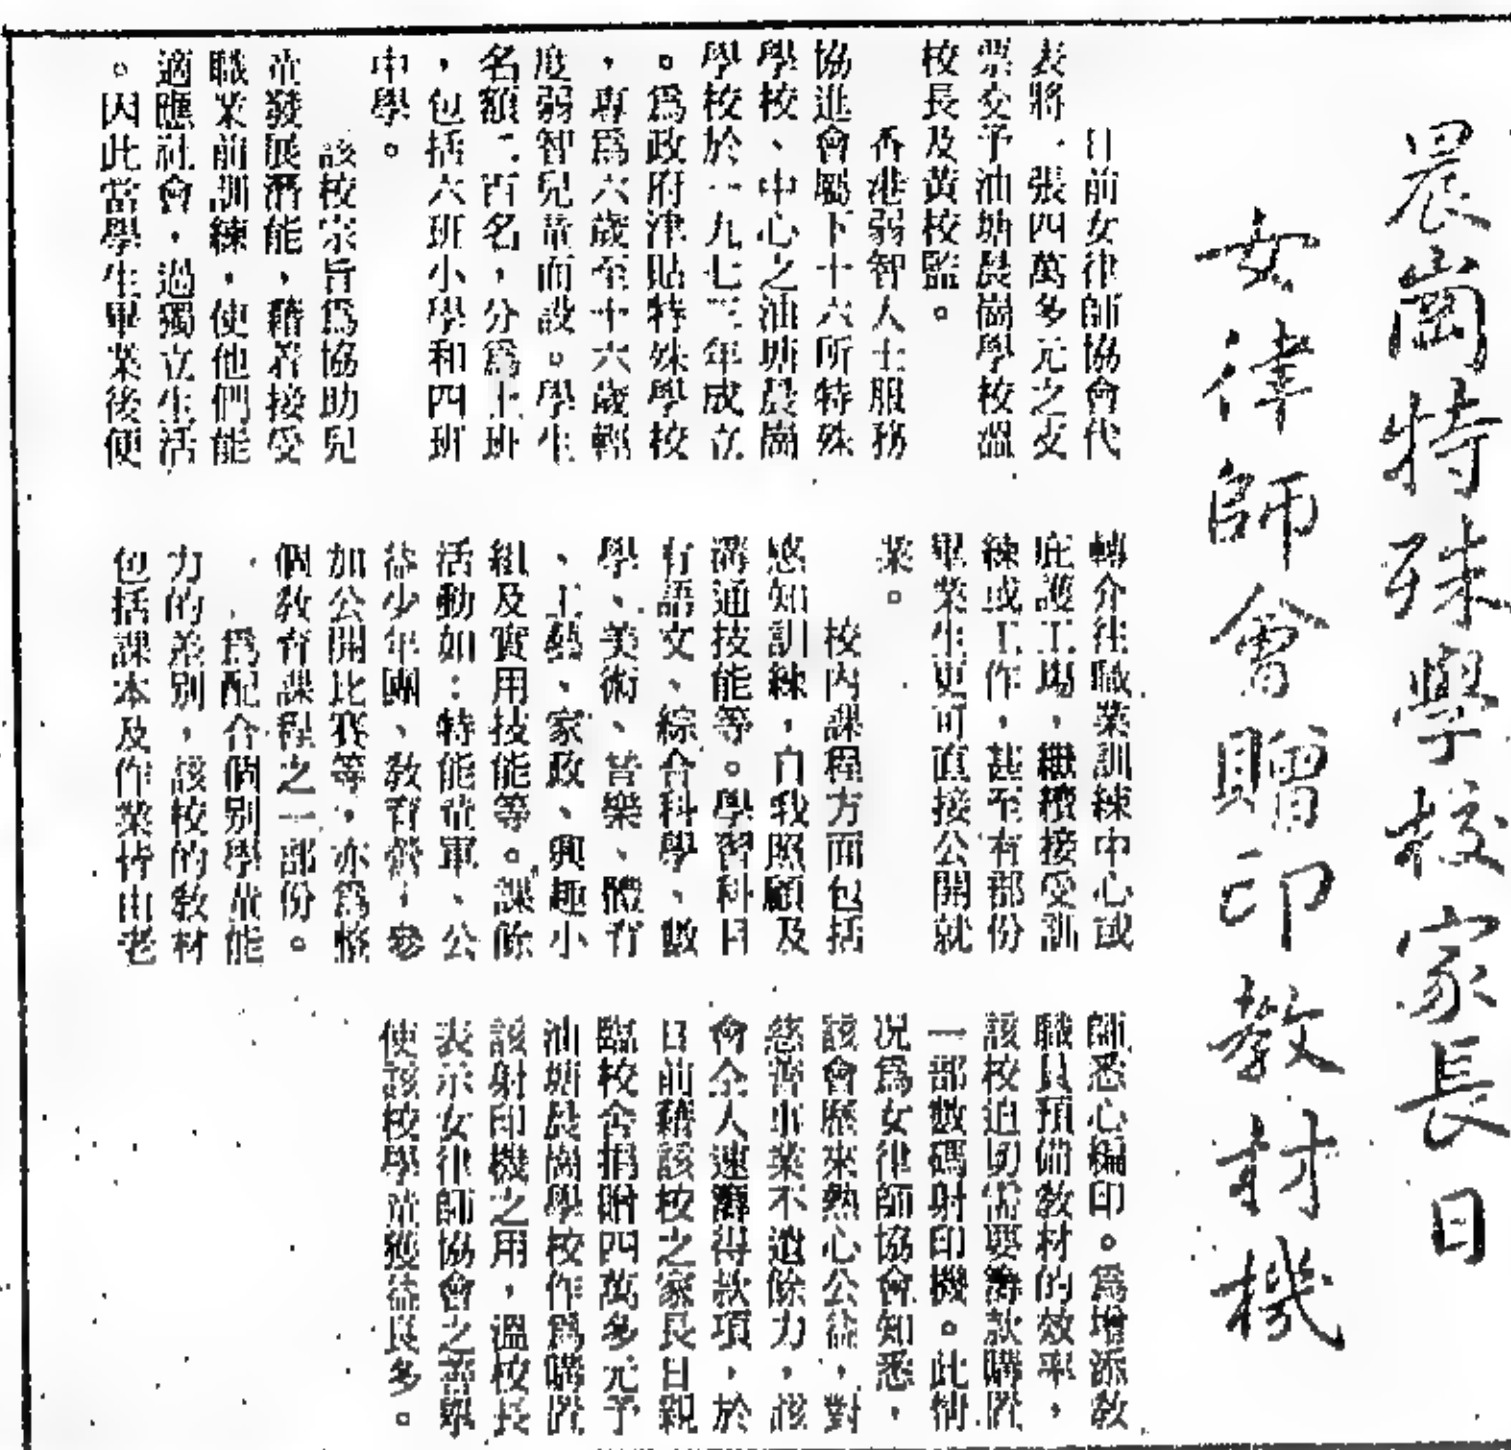 晨崗特殊學校家長日
女律師會贈印教材機
日前女律師協會代
表將一張四萬多元之支
票交予油塘晨崗學校溫
校長及黃校監。
香港弱智人士服務
協進會屬下十六所特殊
學校、中心之油塘晨崗
學校於一九七三年成立
。爲政府津貼特殊學校
，專爲六歲至十六歲輕
度弱智兒童而設。學生
名額二百名，分爲十班
，包括六班小學和四班
中學。
該校宗旨爲協助兒
童發展潛能，藉着接受
職業前訓練，使他們能
適應社會，過獨立生活
。因此當學生畢業後便
轉介往職業訓練中心或
庇護工場，繼續接受訓
練或工作，甚至有部份
畢業生更可直接公開就
業。
校內課程方面包括
感知訓練，自我照顧及
溝通技能等。學習科目
有語文、綜合科學、數
學、美術、音樂、體育
、工藝、家政、興趣小
組及實用技能等。課餘
活動如：特能童軍、公
益少年團、教育營，參
加公開比賽等，亦爲整
個教育課程之一部份。
爲配合個別學童能
力的差別，該校的教材
包括課本及作業皆由老
師悉心編印。爲增添教
職員預備教材的效率，
該校迫切需要籌款購置
一部數碼射印機。此情
况爲女律師協會知悉，
該會歷來熱心公益，對
慈善事業不遺餘力，該
會仝人速籌得款項，於
日前藉該校之家長日親
臨校舍捐贈四萬多元予
油塘晨崗學校作爲購置
該射印機之用，溫校長
表示女律師協會之善舉
使該校學童獲益良多。